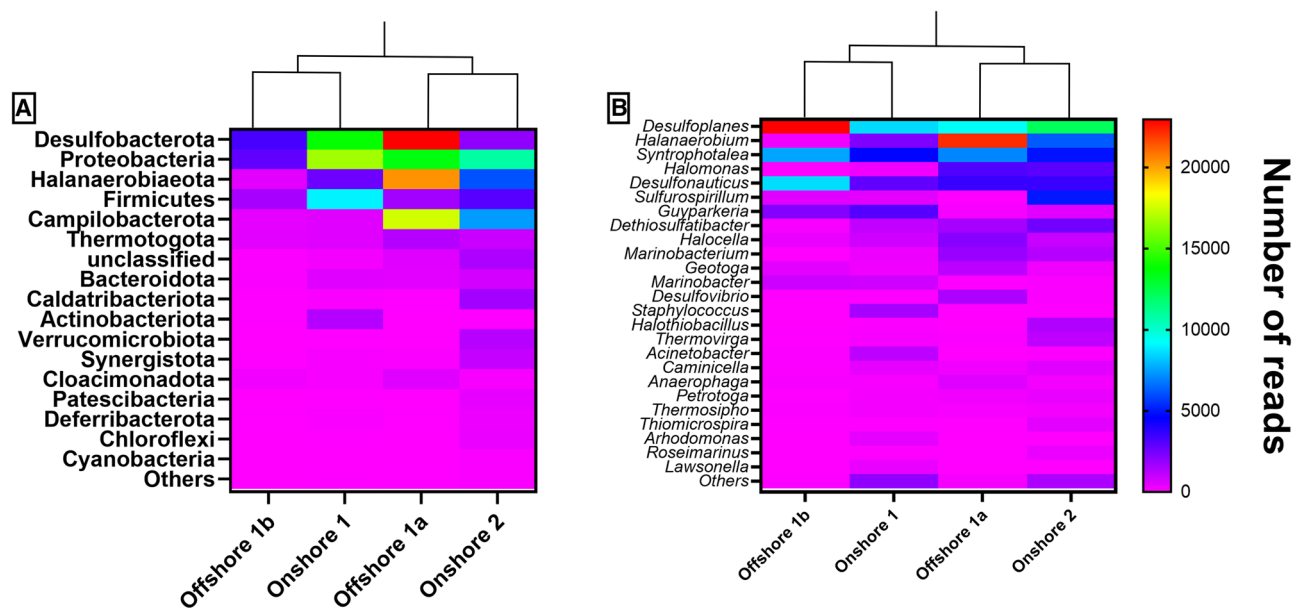 A
Desulfobacterota
Proteobacteria
Halanaerobiaeota
Firmicutes
Campilobacterota
Thermotogota
unclassified
Bacteroidota
Caldatribacteriota
Actinobacteriota
Verrucomicrobiota
Synergistota
Cloacimonadota
Patescibacteria
Deferribacterota
Chloroflexi
Cyanobacteria
Others
Offshore 1b
Onshore 1
Offshore 1a
Onshore 2
B
Desulfoplanes
Halanaerobium
Syntrophotalea
Halomonas
Desulfonauticus
Sulfurospirillum
Guyparkeria
Dethiosulfatibacter
Halocella
Marinobacterium
Geotoga
Marinobacter
Desulfovibrio
Staphylococcus
Halothiobacillus
Thermovirga
Acinetobacter
Caminicella
Anaerophaga
Petrotoga
Thermosipho
Thiomicrospira
Arhodomonas
Roseimarinus
Lawsonella
Others
Offshore 1b
Onshore 1
Offshore 1a
Onshore 2
20000
15000
10000
5000
0
Number of reads